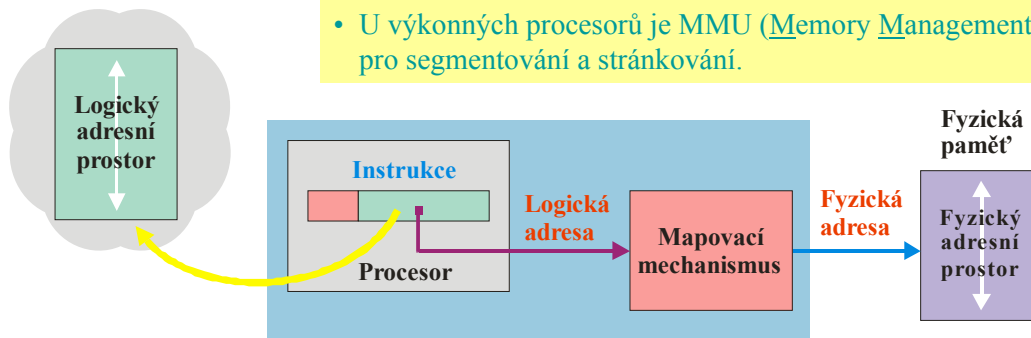 • U výkonných procesorů je MMU (Memory Management
pro segmentování a stránkování.
Logický
adresní
prostor
Instrukce
Procesor
Logická
adresa
Mapovací
mechanismus
Fyzická
adresa
Fyzická
paměť
Fyzický
adresní
prostor